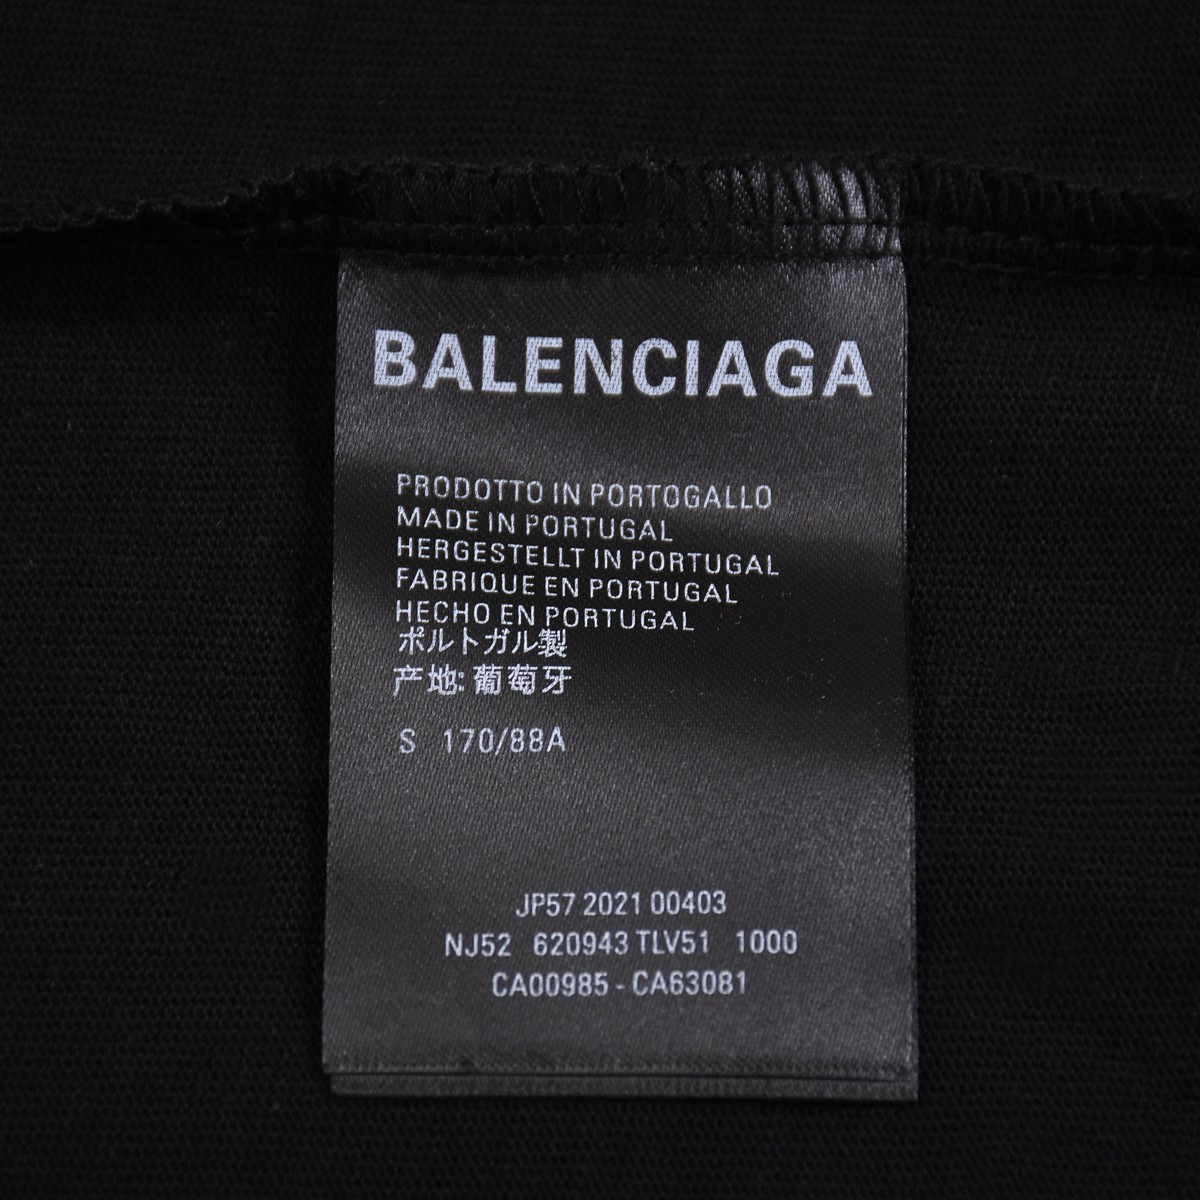 BALENCIAGA
PRODOTTO IN PORTOGALLO
MADE IN PORTUGAL
HERGESTELLT IN PORTUGAL
FABRIQUE EN PORTUGAL
HECHO EN PORTUGAL
ポルトガル製
产地:葡萄牙
S 170/88A
JP57 2021 00403
NJ52 620943 TLV51 1000
CA00985 - CA63081